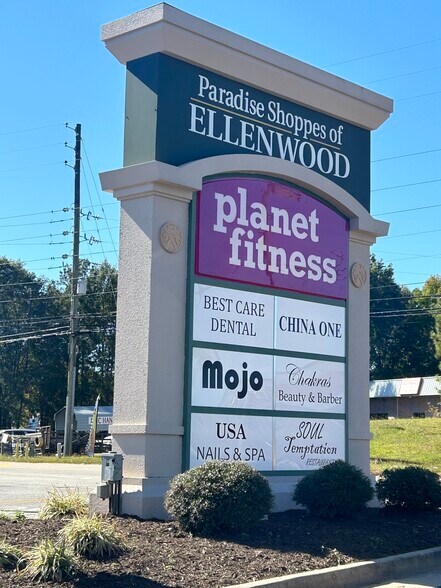 Paradise Shoppes of
ELLENWOOD
planet
fitness
BEST CARE
DENTAL
CHINA ONE
Mojo
Chakras
Beauty & Barber
USA
NAILS & SPA
SOUL
Temptation
RESTAURANT